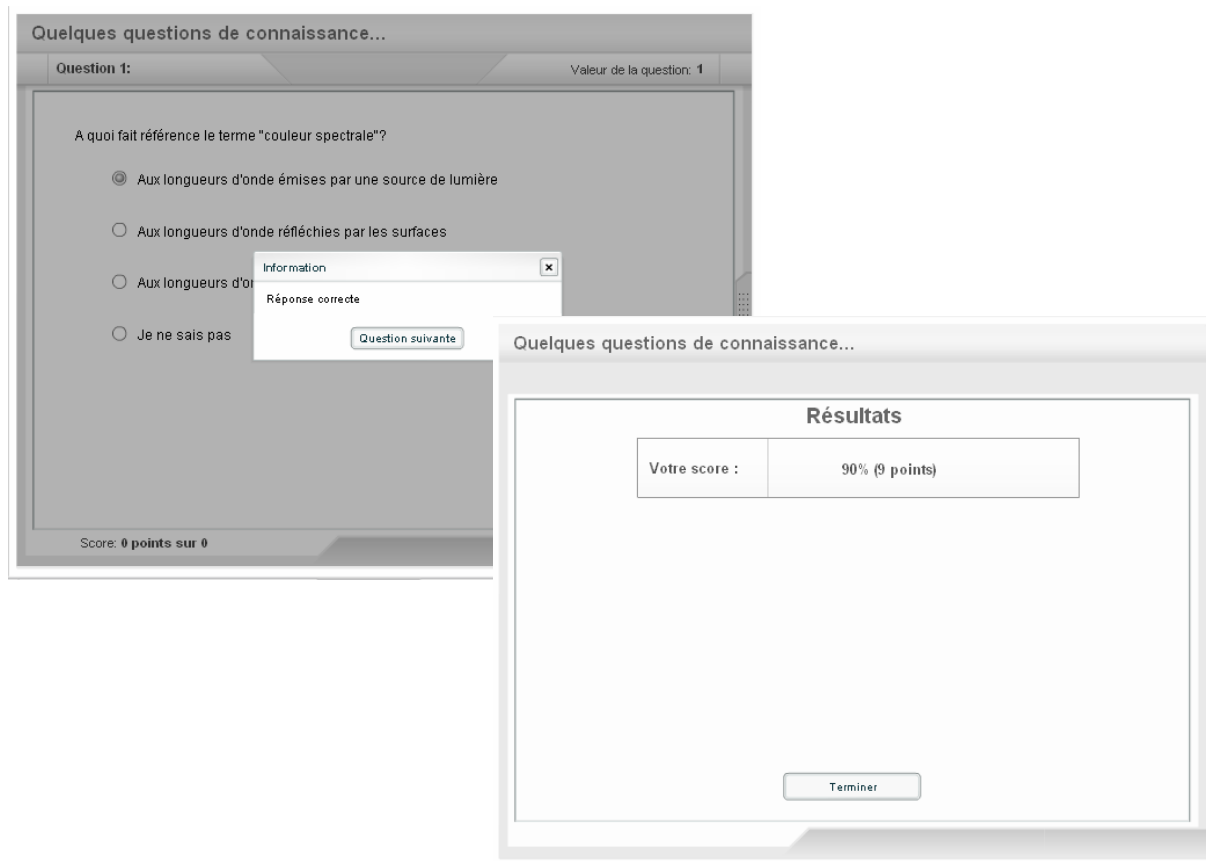 Quelques questions de connaissance...
Question 1:
Valeur de la question: 1
A quoi fait référence le terme "couleur spectrale"?
Aux longueurs d'onde émises par une source de lumière
Aux longueurs d'onde réfléchies par les surfaces
Aux longueurs
Je ne sais pas
Information
Réponse correcte
Question suivante
Score: 0 points sur 0
Quelques questions de connaissance...
Résultats
Votre score :
90% (9 points)
Terminer